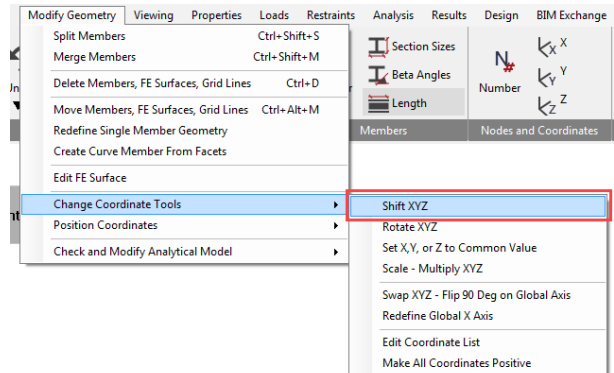 Modify Geometry Viewing Properties Loads Restraints Analysis Results Design BIM Exchange
Split Members Ctrl+Shift+S
Merge Members Ctrl+Shift+M
Delete Members, FE Surfaces, Grid Lines Ctrl+D
Move Members, FE Surfaces, Grid Lines Ctrl+Alt+M
Redefine Single Member Geometry
Create Curve Member From Facets
Edit FE Surface
Change Coordinate Tools
Position Coordinates
Check and Modify Analytical Model
Section Sizes
Beta Angles
Length
Members
N#
Number
X X
Y Y
Z Z
Nodes and Coordinates
Shift XYZ
Rotate XYZ
Set X,Y, or Z to Common Value
Scale - Multiply XYZ
Swap XYZ - Flip 90 Deg on Global Axis
Redefine Global X Axis
Edit Coordinate List
Make All Coordinates Positive